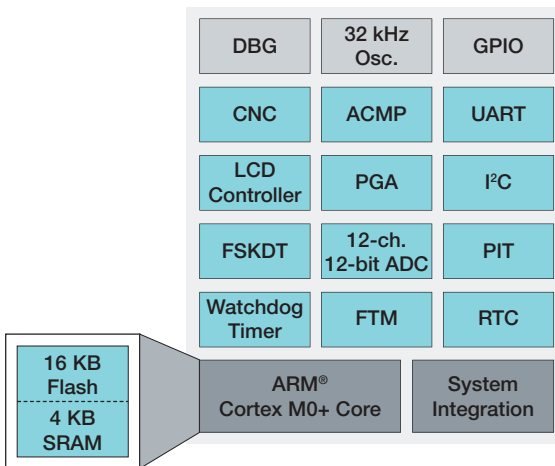 DBG
32 kHz
Osc.
GPIO
CNC
ACMP
UART
LCD
Controller
PGA
I²C
FSKDT
12-ch.
12-bit ADC
PIT
Watchdog
Timer
FTM
RTC
16 KB
Flash
4 KB
SRAM
ARM®
Cortex M0+ Core
System
Integration